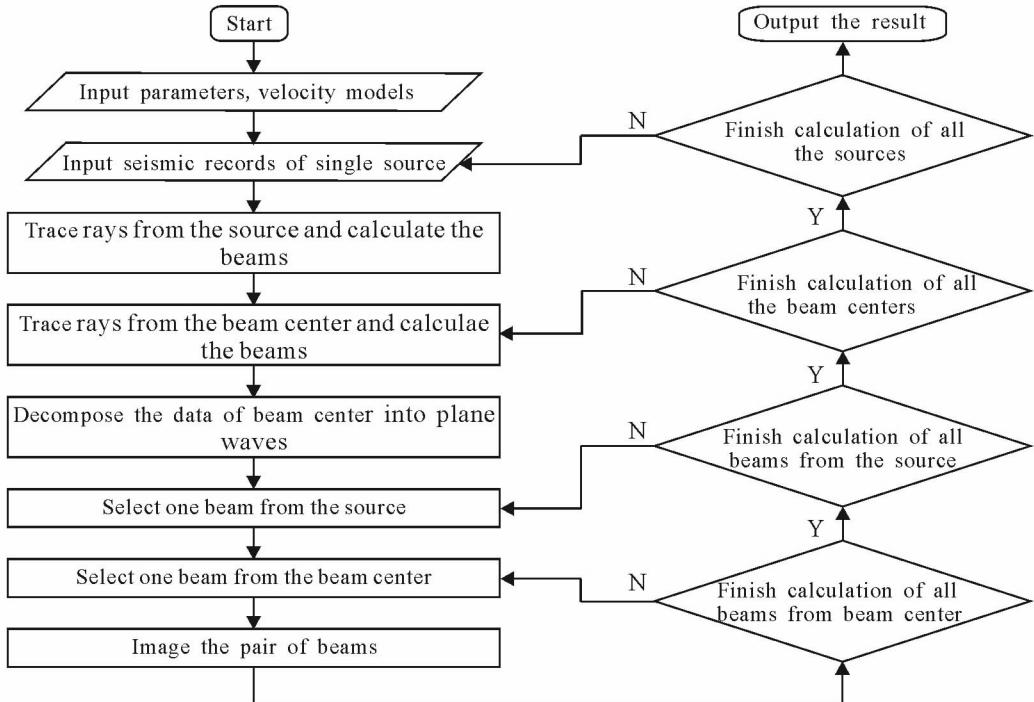 Start
Input parameters, velocity models
Input seismic records of single source
Trace rays from the source and calculate the
beams
Trace rays from the beam center and calculae
the beams
Decompose the data of beam center into plane
waves
Select one beam from the source
Select one beam from the beam center
Image the pair of beams
Output the result
N
Finish calculation of all
the sources
Y
N
Finish calculation of all
the beam centers
Y
N
Finish calculation of all
beams from the source
Y
N
Finish calculation of all
beams from beam center